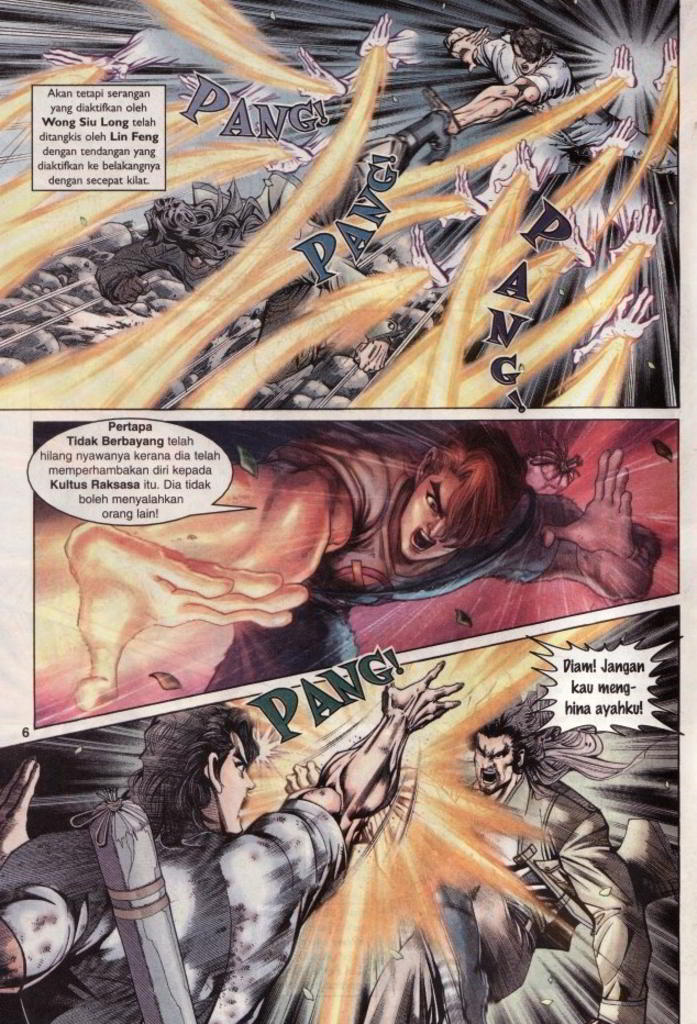 Akan tetapi serangan
yang diaktifkan oleh
Wong Siu Long telah
ditangkis oleh Lin Feng
dengan tendangan yang
diaktifkan ke belakangnya
dengan secepat kilat.
PANG!
PANG!
PANG!
Pertapa
Tidak Berbayang telah
hilang nyawanya kerana dia telah
memperhambakan diri kepada
Kultus Raksasa itu. Dia tidak
boleh menyalahkan
orang lain!
PANG!
Diam! Jangan
kau meng-
hina ayahku!
6